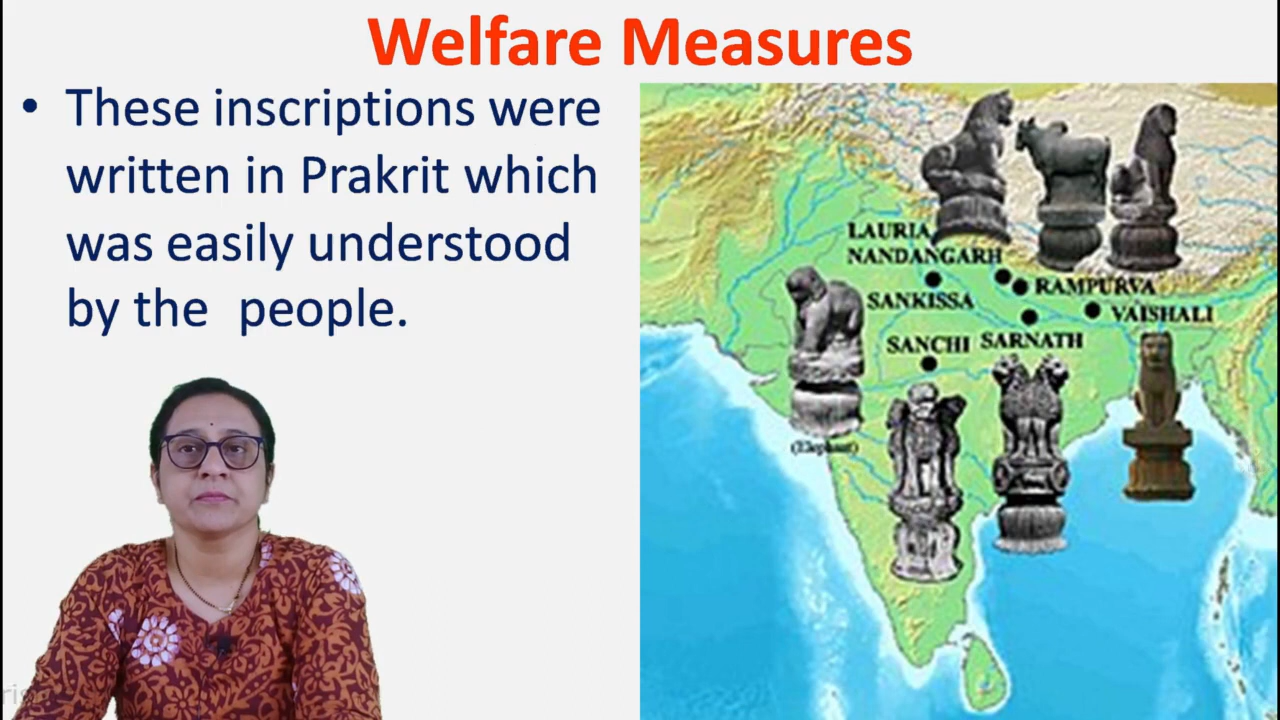 Welfare Measures
• These inscriptions were
written in Prakrit which
was easily understood
by the people.
LAURIA
NANDANGARH
RAMPURVA
SANKISSA
VAISHALI
SANCHI
SARNATH
(Elephant)